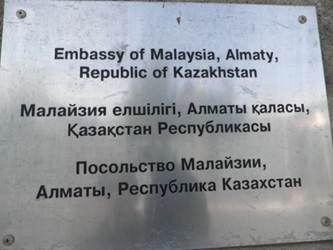 Embassy of Malaysia, Almaty,
Republic of Kazakhstan
Малайзия елшілігі, Алматы қаласы,
Қазақстан Республикасы
Посольство Малайзии,
Алматы, Республика Казахстан